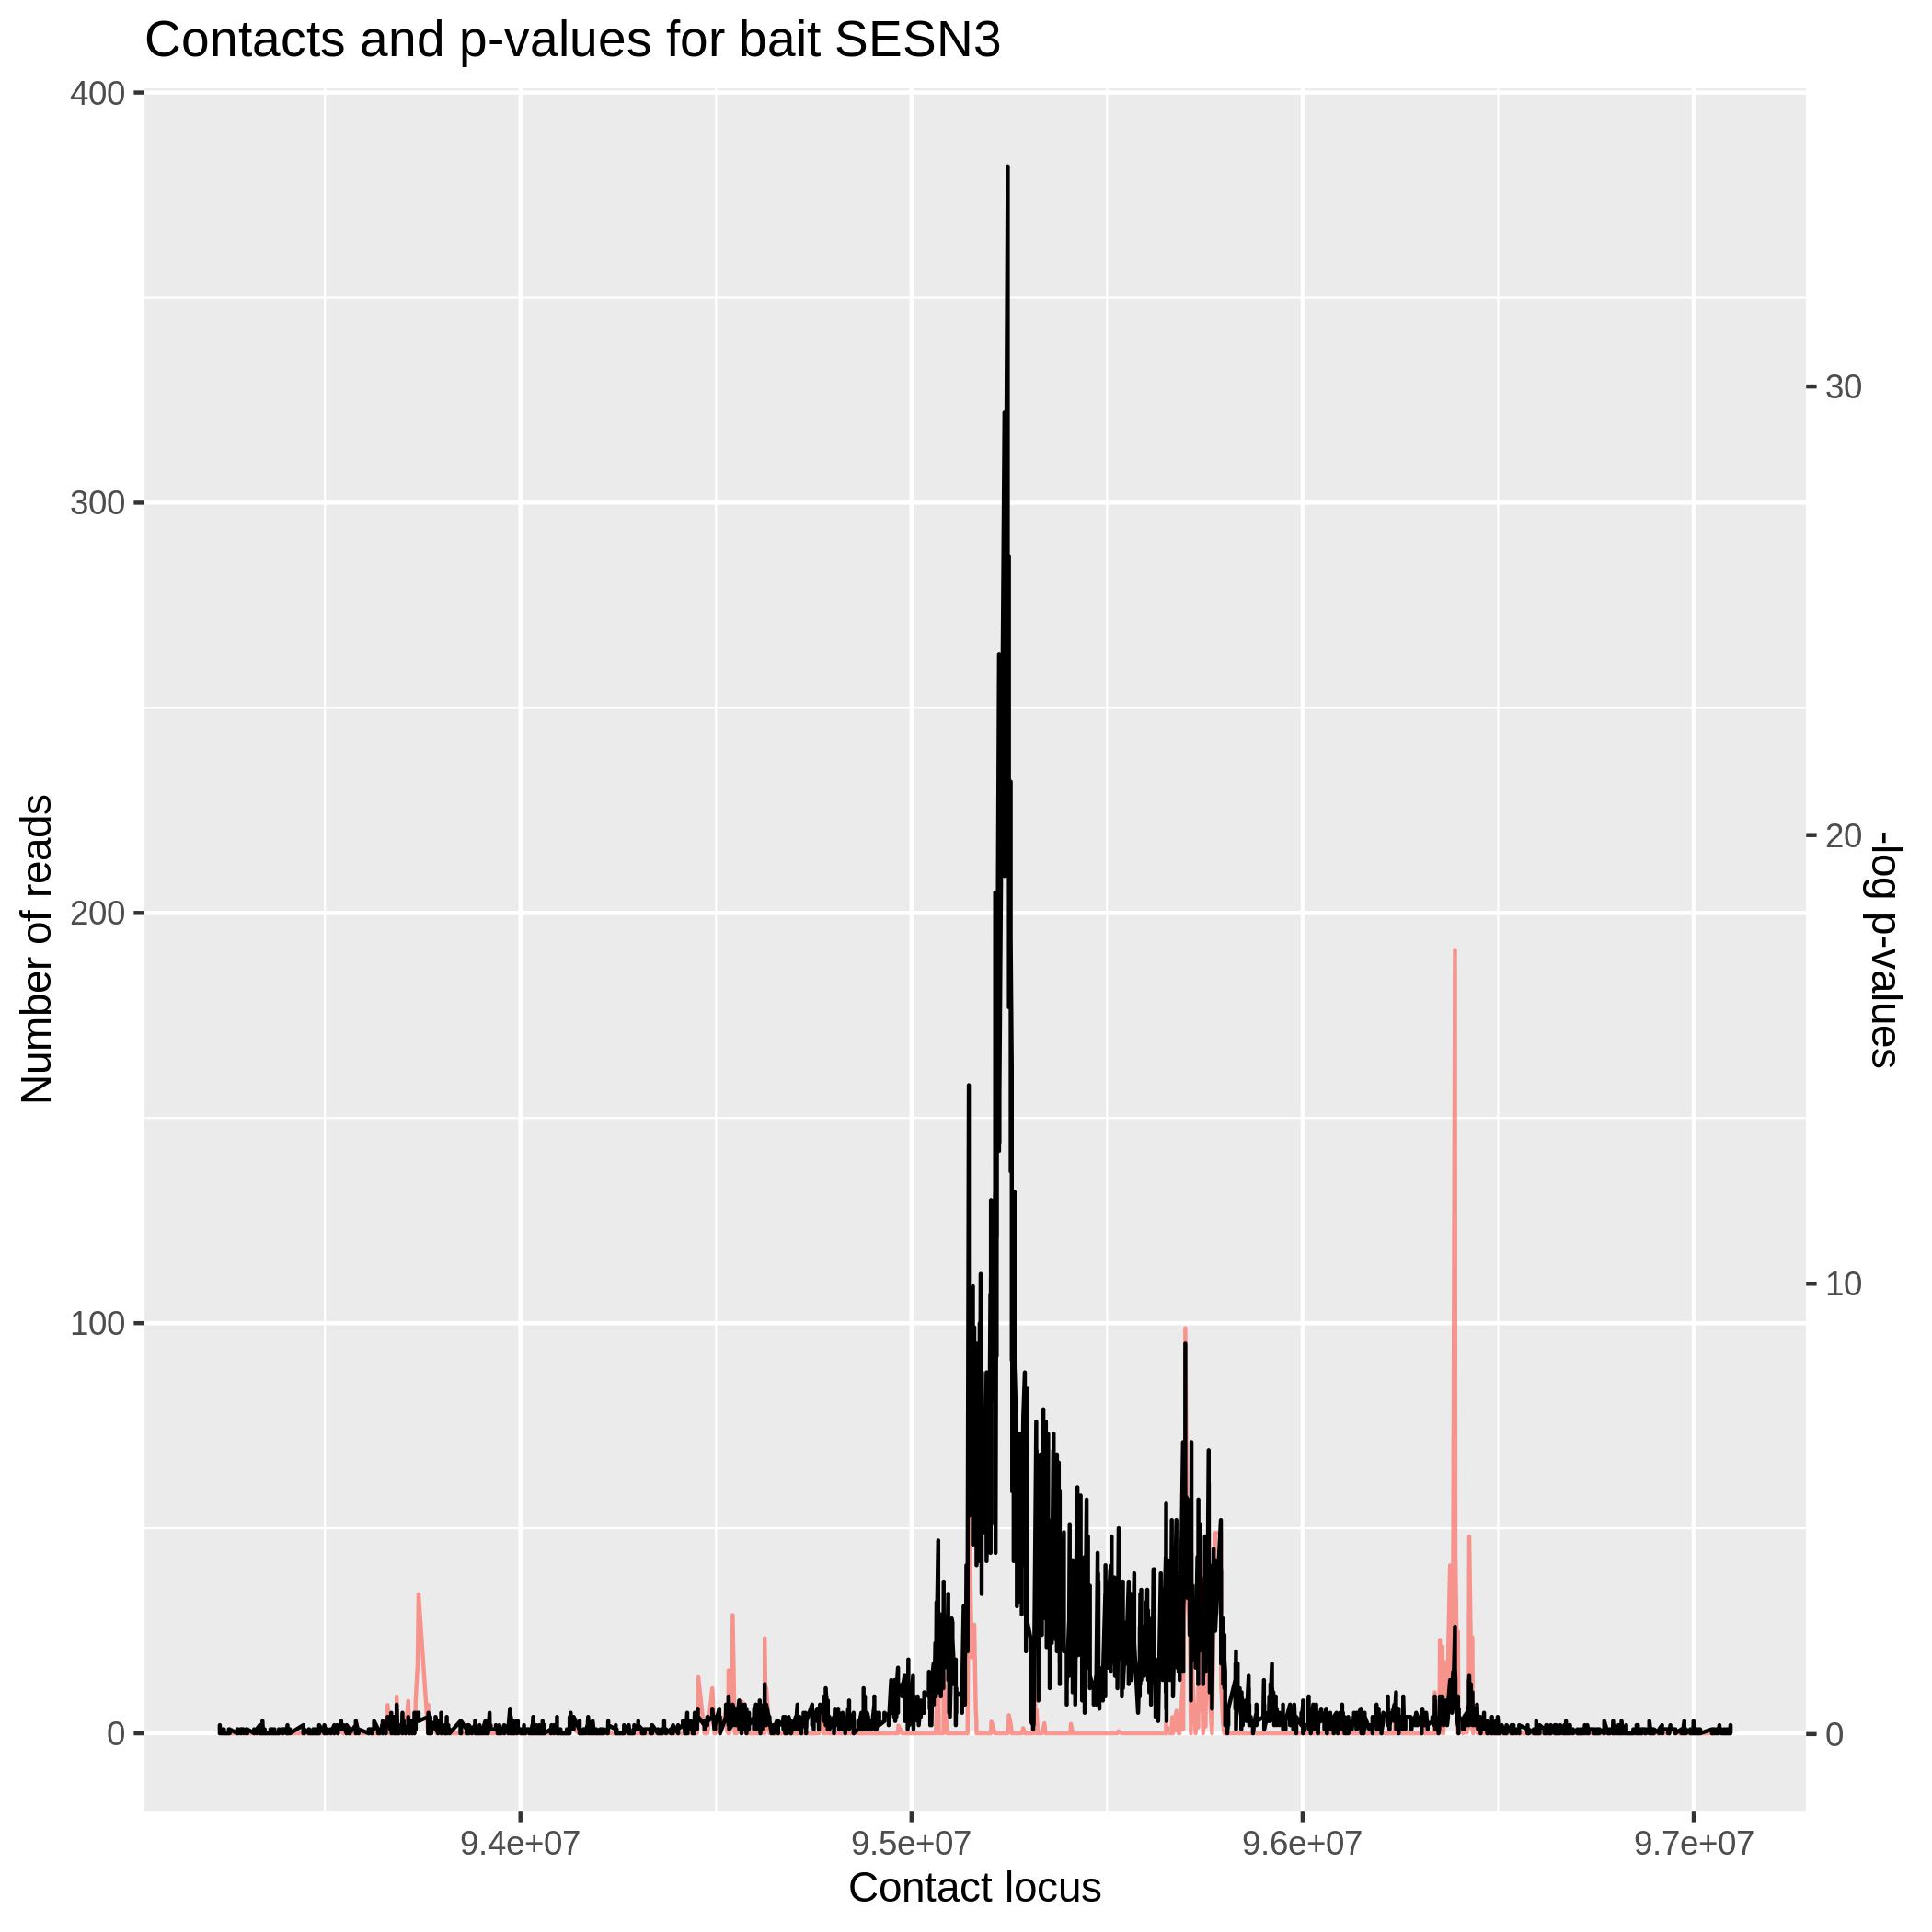 Contacts and p-values for bait SESN3
400
300
200
100
0
Number of reads
30
20
10
0
-log p-values
9.4e+07 9.5e+07 9.6e+07 9.7e+07
Contact locus